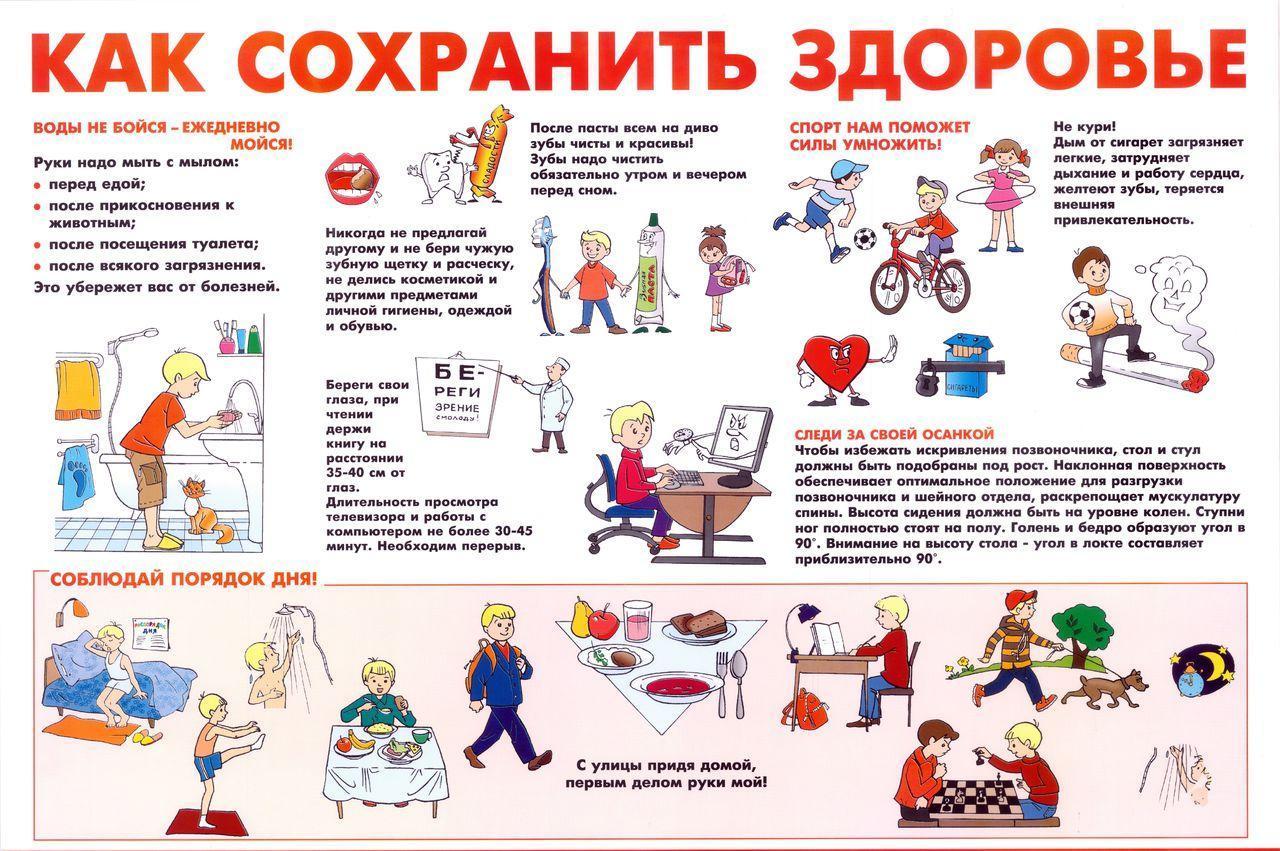 КАК СОХРАНИТЬ ЗДОРОВЬЕ
ВОДЫ НЕ БОЙСЯ – ЕЖЕДНЕВНО
МОЙСЯ!
Руки надо мыть с мылом:
• перед едой;
• после прикосновения к
животным;
• после посещения туалета;
• после всякого загрязнения.
Это убережет вас от болезней.
СЛАДОСТИ
Никогда не предлагай
другому и не бери чужую
зубную щетку и расческу,
не делись косметикой и
другими предметами
личной гигиены, одеждой
и обувью.
После пасты всем на диво
зубы чисты и красивы!
Зубы надо чистить
обязательно утром и вечером
перед сном.
ЗУБНАЯ
ПАСТА
Береги свои
глаза, при
чтении
держи
книгу на
расстоянии
35-40 см от
глаз.
Длительность просмотра
телевизора и работы с
компьютером не более 30-45
минут. Необходим перерыв.
БЕ-
РЕГИ
ЗРЕНИЕ
СМОЛОДУ!
СПОРТ НАМ ПОМОЖЕТ
СИЛЫ УМНОЖИТЬ!
Не кури!
Дым от сигарет загрязняет
легкие, затрудняет
дыхание и работу сердца,
желтеют зубы, теряется
внешняя
привлекательность.
СИГАРЕТЫ
СЛЕДИ ЗА СВОЕЙ ОСАНКОЙ
Чтобы избежать искривления позвоночника, стол и стул
должны быть подобраны под рост. Наклонная поверхность
обеспечивает оптимальное положение для разгрузки
позвоночника и шейного отдела, раскрепощает мускулатуру
спины. Высота сидения должна быть на уровне колен. Ступни
ног полностью стоят на полу. Голень и бедро образуют угол в
90°. Внимание на высоту стола - угол в локте составляет
приблизительно 90°.
СОБЛЮДАЙ ПОРЯДОК ДНЯ!
РАСПОРЯДОК
ДНЯ
С улицы придя домой,
первым делом руки мой!